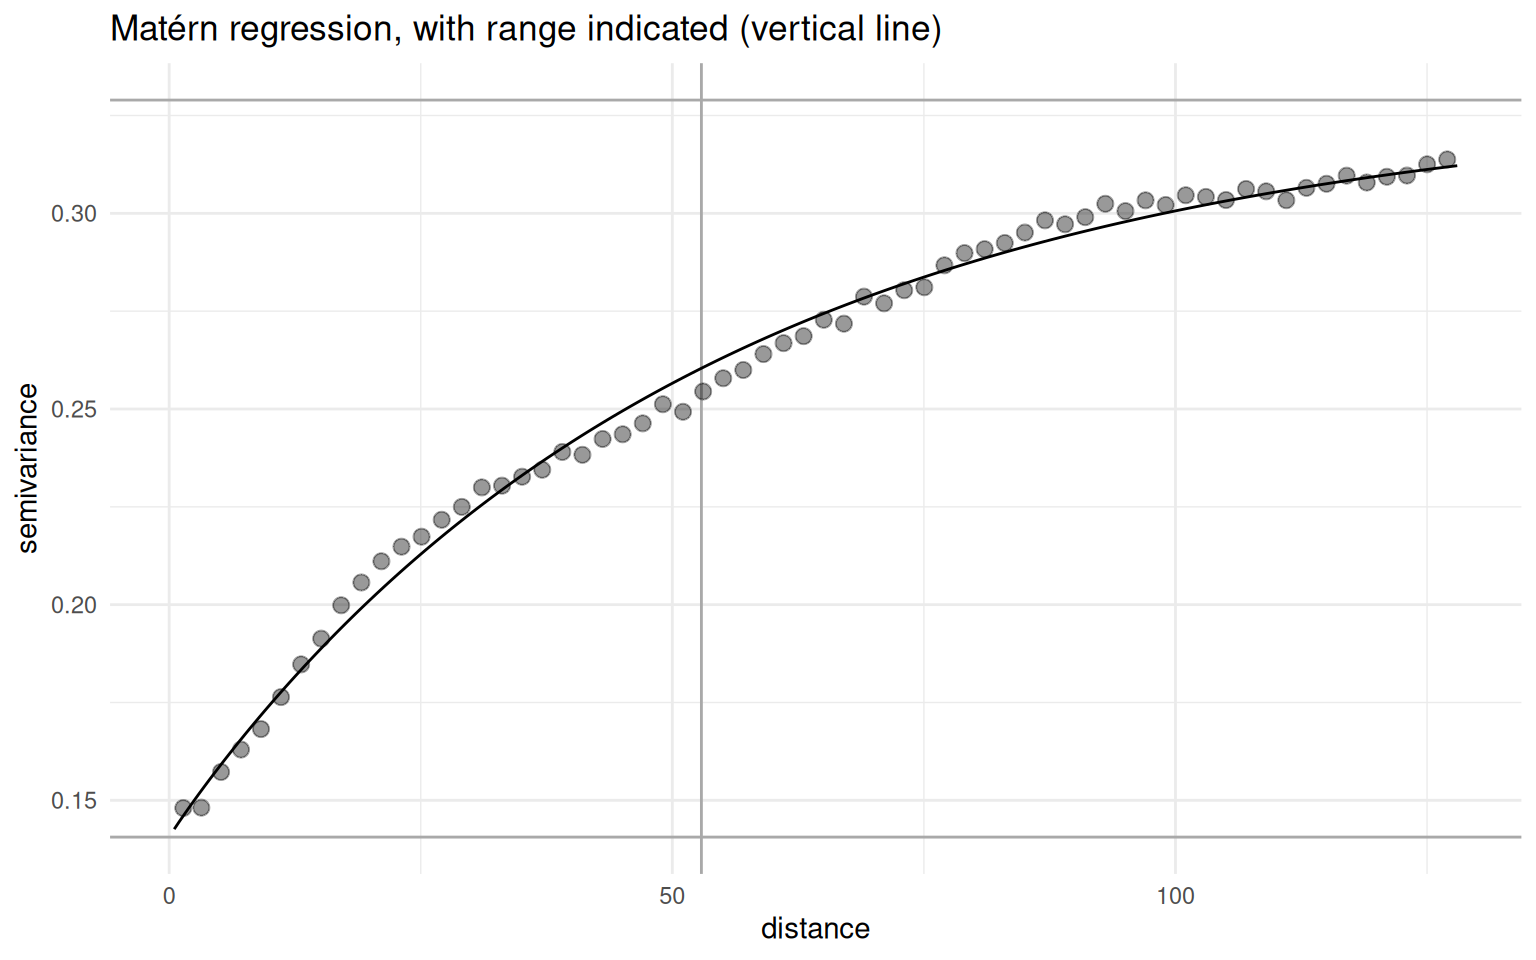 Matérn regression, with range indicated (vertical line)
semivariance
0.30
0.25
0.20
0.15
0
50
100
distance